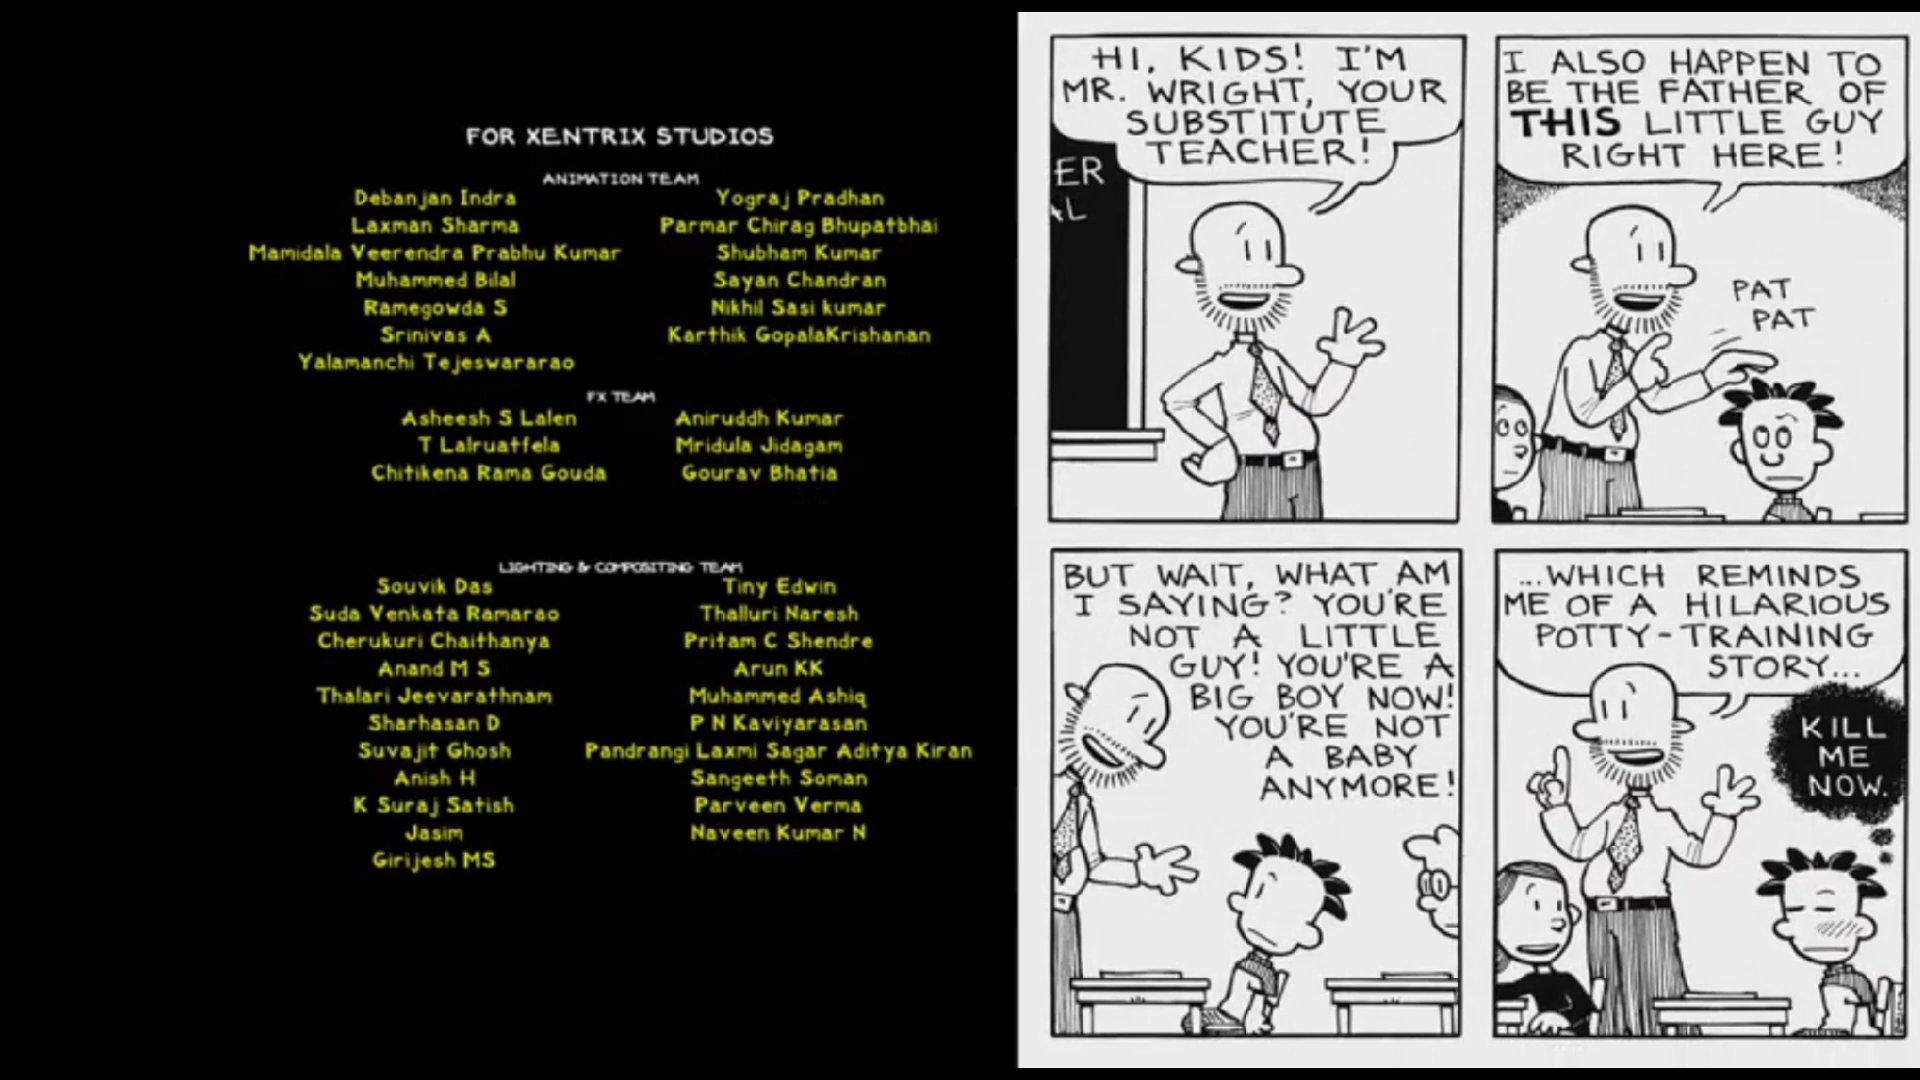 FOR XENTRIX STUDIOS
ANIMATION TEAM
Debanjan Indra
Laxman Sharma
Mamidala Veerendra Prabhu Kumar
Muhammed Bilal
Ramegowda S
Srinivas A
Yalamanchi Tejeswararao
Yograj Pradhan
Parmar Chirag Bhupatbhai
Shubham Kumar
Sayan Chandran
Nikhil Sasi kumar
Karthik GopalaKrishanan
FX TEAM
Asheesh S Lalen
T Lalruatfela
Chitikena Rama Gouda
Aniruddh Kumar
Mridula Jidagam
Gourav Bhatia
LIGHTING & COMPOSITING TEAM
Souvik Das
Suda Venkata Ramarao
Cherukuri Chaithanya
Anand M S
Thalari Jeevarathnam
Sharhasan D
Suvajit Ghosh
Anish H
K Suraj Satish
Jasim
Girijesh MS
Tiny Edwin
Thalluri Naresh
Pritam C Shendre
Arun KK
Muhammed Ashiq
P N Kaviyarasan
Pandrangi Laxmi Sagar Aditya Kiran
Sangeeth Soman
Parveen Verma
Naveen Kumar N
HI, KIDS! I'M
MR. WRIGHT, YOUR
SUBSTITUTE
TEACHER!
ER
AL
I ALSO HAPPEN TO
BE THE FATHER OF
THIS LITTLE GUY
RIGHT HERE!
PAT
PAT
BUT WAIT, WHAT AM
I SAYING? YOU'RE
NOT A LITTLE
GUY! YOU'RE A
BIG BOY NOW!
YOU'RE NOT
A BABY
ANYMORE!
...WHICH REMINDS
ME OF A HILARIOUS
POTTY-TRAINING
STORY...
KILL
ME
NOW.